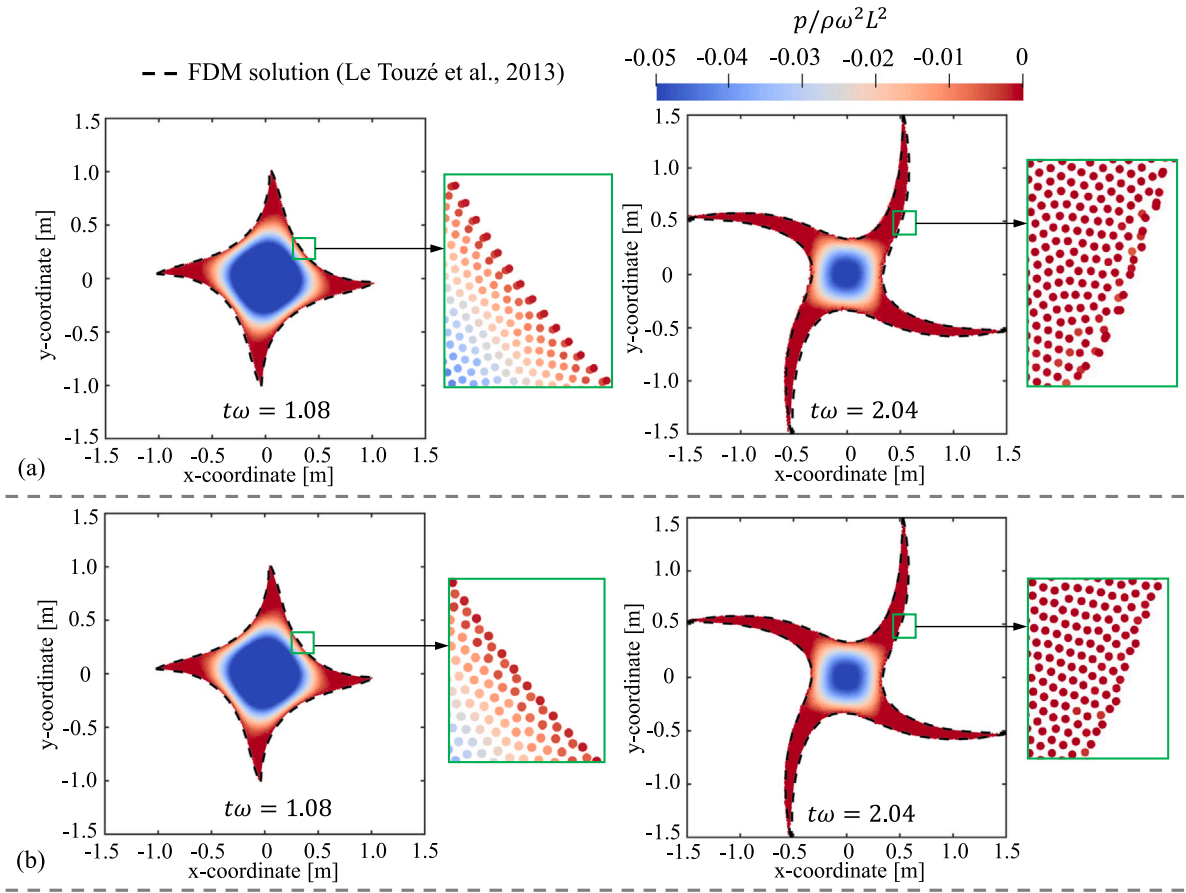 p/ρω²L²
FDM solution (Le Touzé et al., 2013)
-0.05 -0.04 -0.02 -0.01 0
1.5
1.0
0.5
0
-0.5
-1.0
-1.5
y-coordinate [m]
tω = 1.08
-1.5 -1.0 -0.5 0 0.5 1.0 1.5
x-coordinate [m]
1.5
1.0
0.5
0
-0.5
-1.0
-1.5
y-coordinate [m]
tω = 2.04
-1.5 -1.0 -0.5 0 0.5 1.0 1.5
x-coordinate [m]
(a)
1.5
1.0
0.5
0
-0.5
-1.0
-1.5
y-coordinate [m]
tω = 1.08
-1.5 -1.0 -0.5 0 0.5 1.0 1.5
x-coordinate [m]
1.5
1.0
0.5
0
-0.5
-1.0
-1.5
y-coordinate [m]
tω = 2.04
-1.5 -1.0 -0.5 0 0.5 1.0 1.5
x-coordinate [m]
(b)